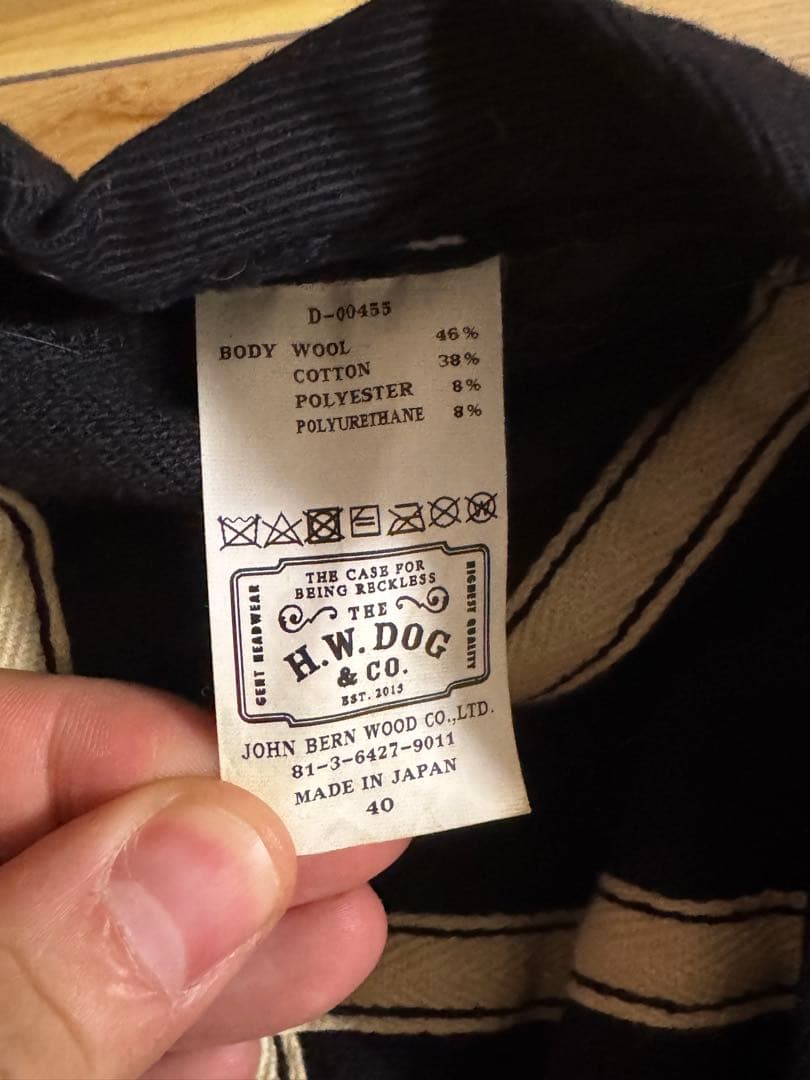 D-00455
BODY WOOL 46%
COTTON 38%
POLYESTER 8%
POLYURETHANE 8%
THE CASE FOR
BEING RECKLESS
GENT HEADWEAR
THE
H.W.DOG
& CO.
EST. 2015
HIGHEST QUALITY
JOHN BERN WOOD CO.,LTD.
81-3-6427-9011
MADE IN JAPAN
40